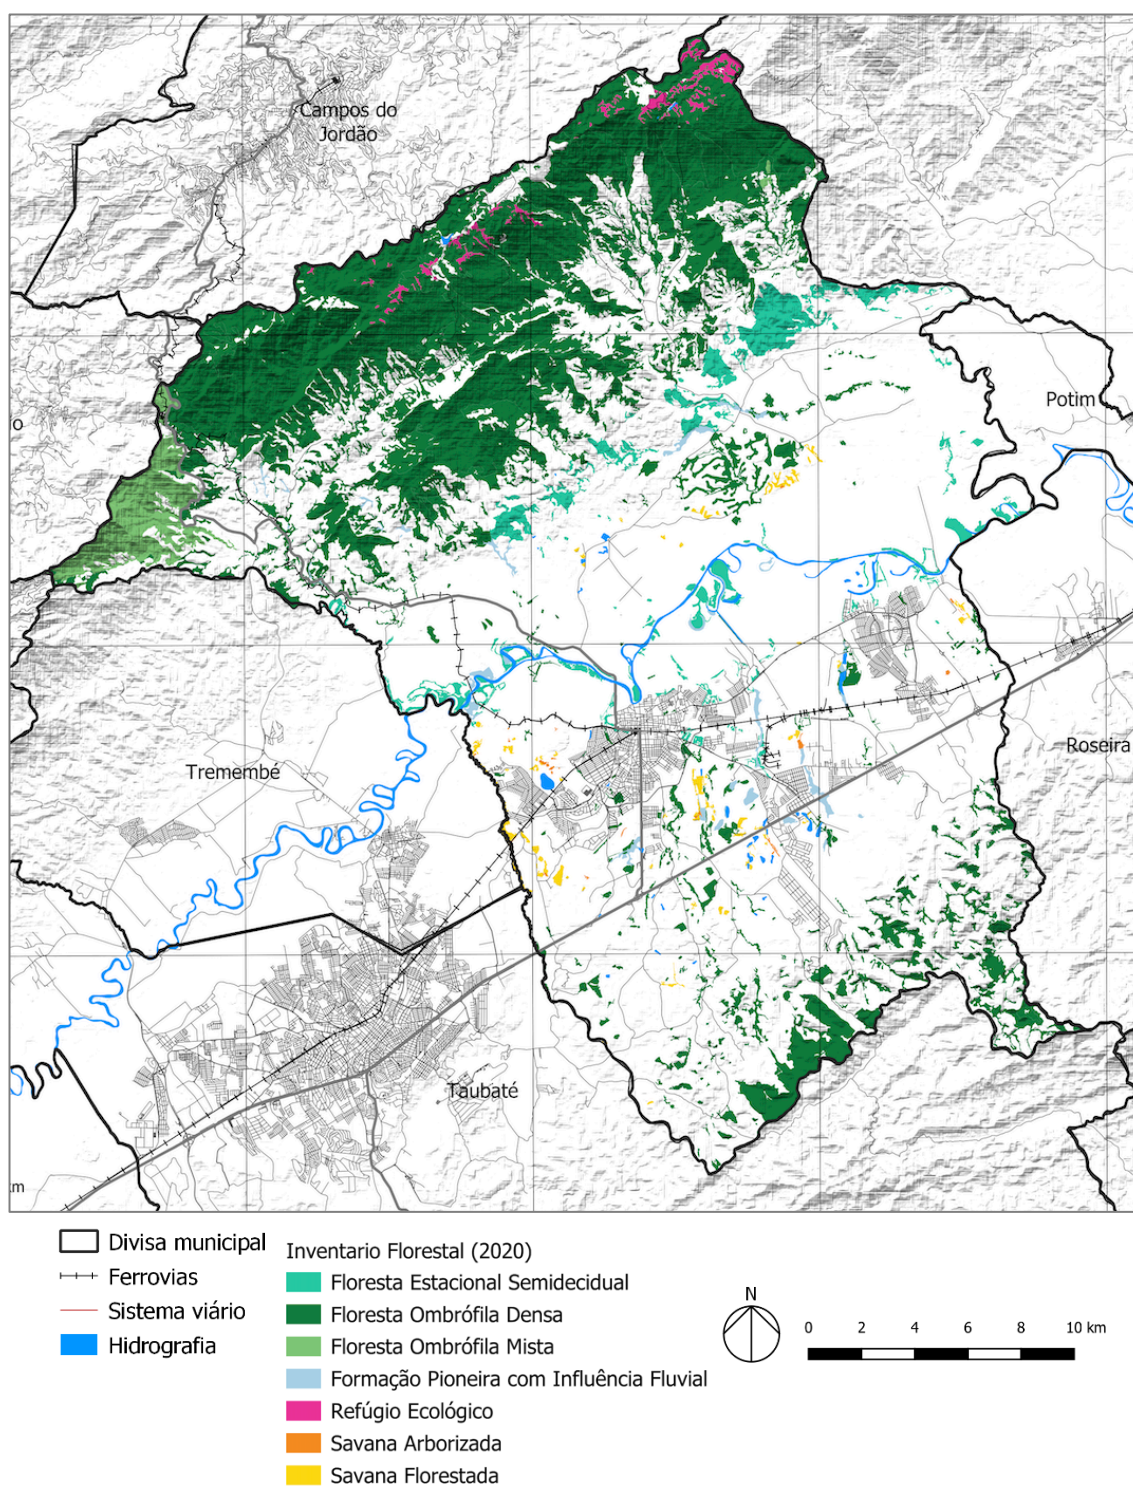 Campos do
Jordão
Potim
o
Roseira
Tremembé
Taubaté
m
Divisa municipal
Ferrovias
Sistema viário
Hidrografia
Inventario Florestal (2020)
Floresta Estacional Semidecidual
Floresta Ombrófila Densa
Floresta Ombrófila Mista
Formação Pioneira com Influência Fluvial
Refúgio Ecológico
Savana Arborizada
Savana Florestada
N
0 2 4 6 8 10 km